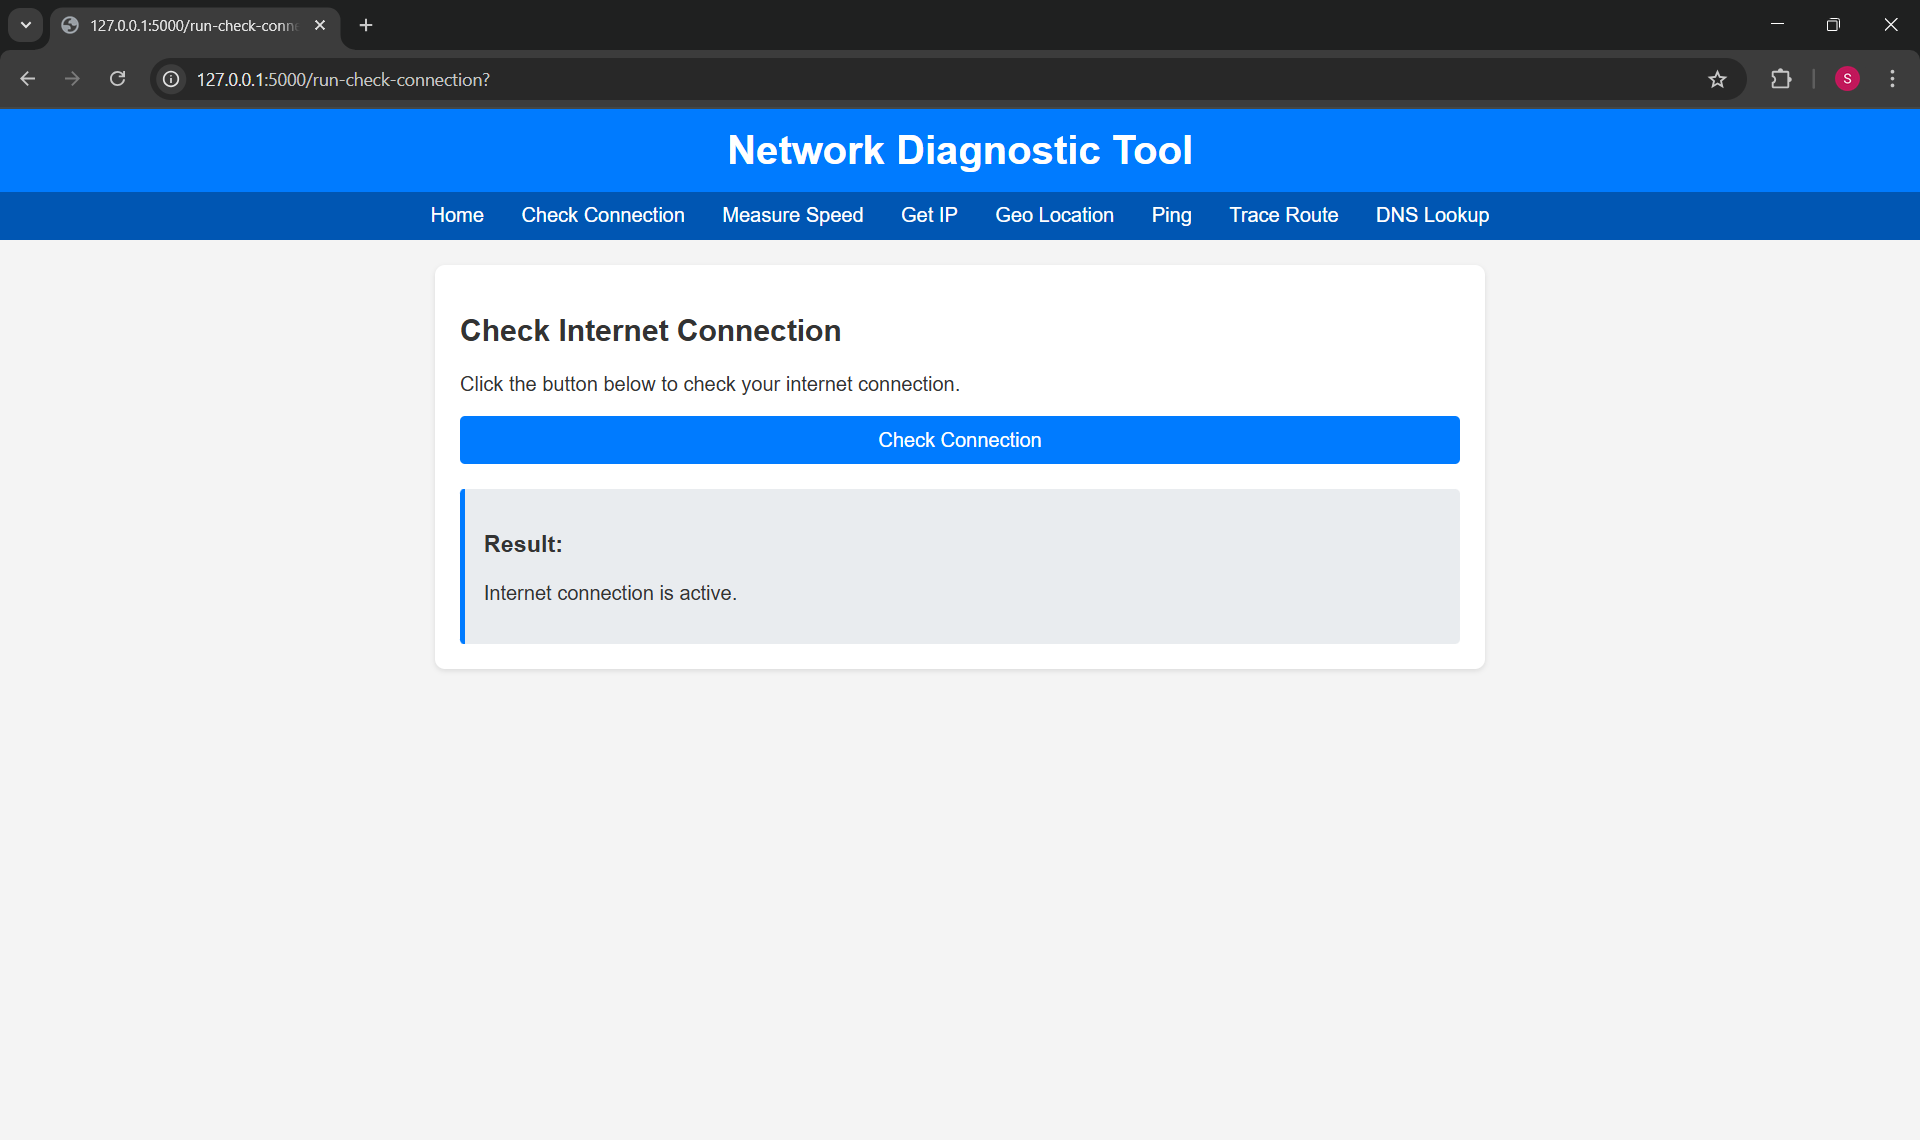 127.0.0.1:5000/run-check-conne
127.0.0.1:5000/run-check-connection?
S
Network Diagnostic Tool
Home Check Connection Measure Speed Get IP Geo Location Ping Trace Route DNS Lookup
Check Internet Connection
Click the button below to check your internet connection.
Check Connection
Result:
Internet connection is active.